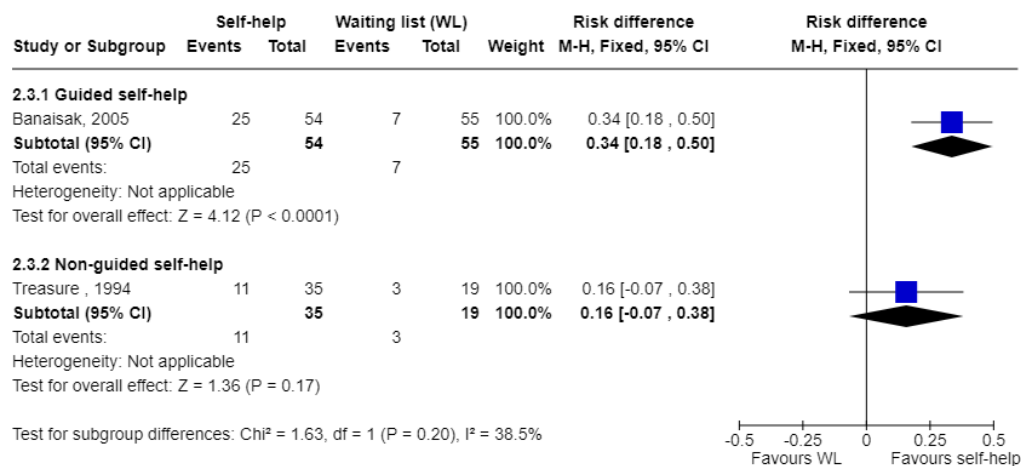 Self-help Waiting list (WL) Risk difference Risk difference
Study or Subgroup Events Total Events Total Weight M-H, Fixed, 95% CI M-H, Fixed, 95% CI
2.3.1 Guided self-help
Banaisak, 2005 25 54 7 55 100.0% 0.34 [0.18 , 0.50]
Subtotal (95% CI) 54 55 100.0% 0.34 [0.18 , 0.50]
Total events: 25 7
Heterogeneity: Not applicable
Test for overall effect: Z = 4.12 (P < 0.0001)
2.3.2 Non-guided self-help
Treasure , 1994 11 35 3 19 100.0% 0.16 [-0.07 , 0.38]
Subtotal (95% CI) 35 19 100.0% 0.16 [-0.07 , 0.38]
Total events: 11 3
Heterogeneity: Not applicable
Test for overall effect: Z = 1.36 (P = 0.17)
Test for subgroup differences: Chi² = 1.63, df = 1 (P = 0.20), I² = 38.5%
-0.5 -0.25 0 0.25 0.5
Favours WL Favours self-help